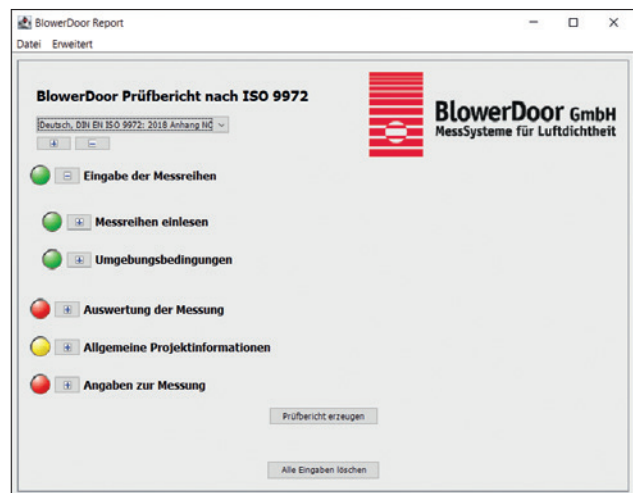 BlowerDoor Report
Datei Erweitert
BlowerDoor Prüfbericht nach ISO 9972
BlowerDoor GmbH
MessSysteme für Luftdichtheit
Deutsch, DIN EN ISO 9972: 2018 Anhang NC
Eingabe der Messreihen
Messreihen einlesen
Umgebungsbedingungen
Auswertung der Messung
Allgemeine Projektinformationen
Angaben zur Messung
Prüfbericht erzeugen
Alle Eingaben löschen